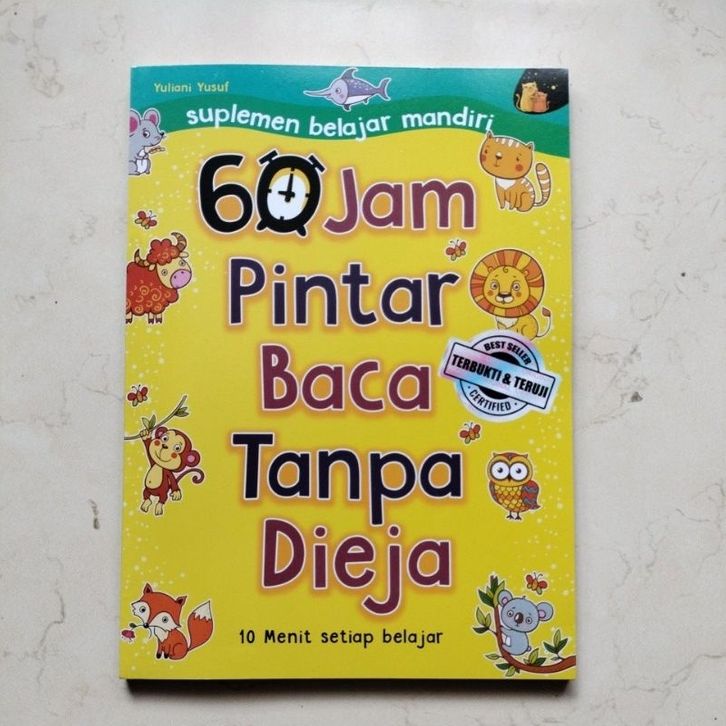 Yuliani Yusuf
suplemen belajar mandiri
60 Jam
Pintar
Baca
Tanpa
Dieja
BEST SELLER
TERBUKTI & TERUJI
CERTIFIED
10 Menit setiap belajar